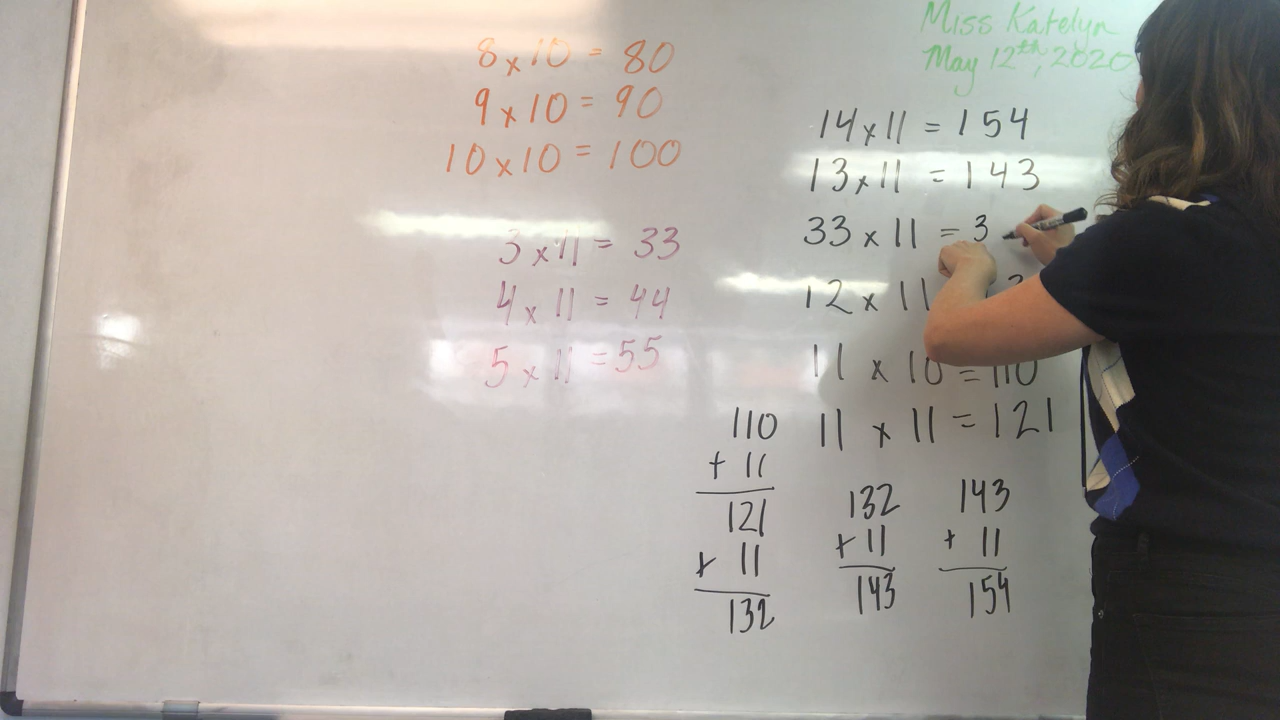 Miss Katelyn
May 12th, 2020
8 x 10 = 80
9 x 10 = 90
10 x 10 = 100
3 x 11 = 33
4 x 11 = 44
5 x 11 = 55
14 x 11 = 154
13 x 11 = 143
33 x 11 = 3
12 x 11
11 x 10 = 110
11 x 11 = 121
110
+ 11
121
+ 11
132
132
+ 11
143
143
+ 11
154